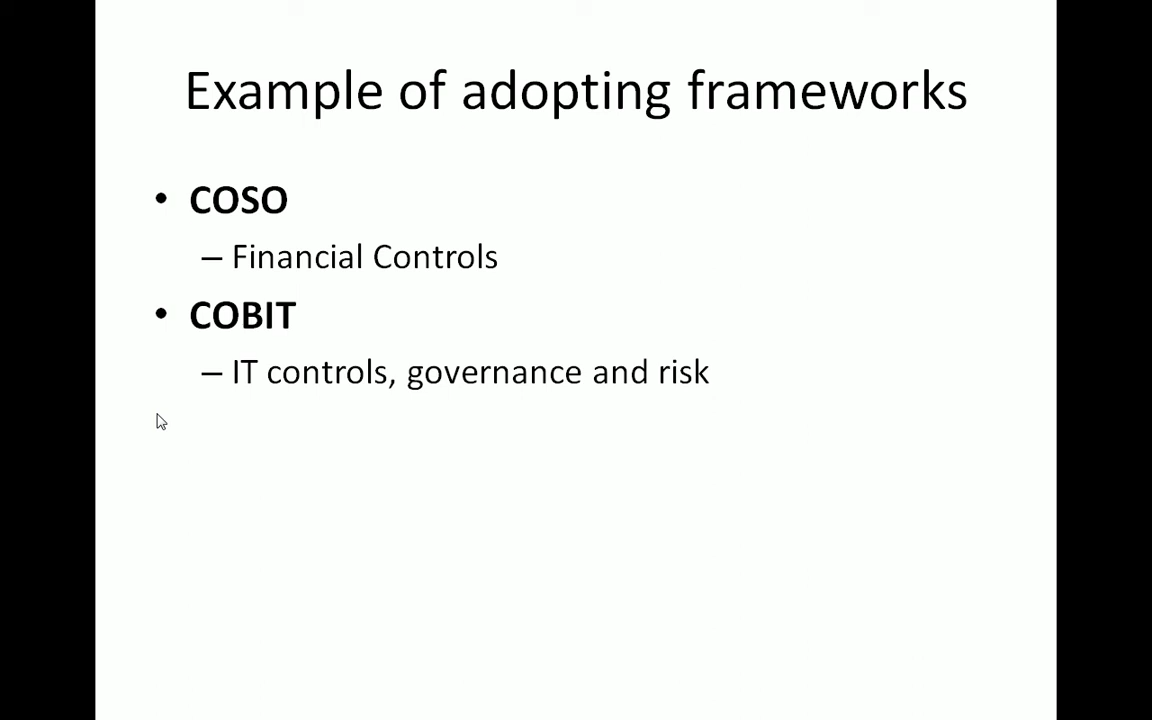 Example of adopting frameworks
• COSO
– Financial Controls
• COBIT
– IT controls, governance and risk